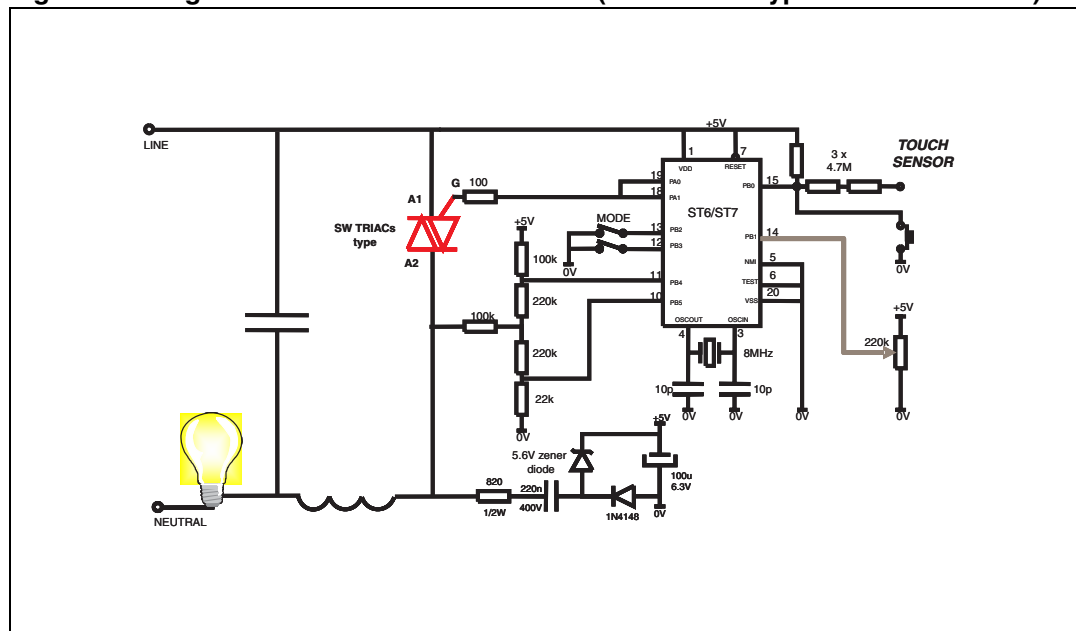 +5V
LINE
1
7
VDD
RESET
TOUCH
SENSOR
3 x
4.7M
G
100
A1
19
PA0
18
PA1
15
PB0
ST6/ST7
SW TRIACs
type
A2
+5V
MODE
13
PB2
12
PB3
14
PB1
0V
0V
100k
NMI
5
11
PB4
TEST
6
220k
10
PB5
VSS
20
+5V
100k
OSCOUT
OSCIN
4
3
220k
220k
8MHz
10p
10p
22k
0V
0V
0V
0V
0V
+5V
5.6V zener
diode
100u
6.3V
820
220n
1/2W
400V
1N4148
0V
NEUTRAL